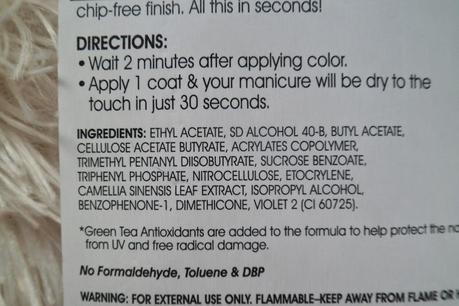 chip-free finish. All this in seconds!
DIRECTIONS:
• Wait 2 minutes after applying color.
• Apply 1 coat & your manicure will be dry to the
touch in just 30 seconds.
INGREDIENTS: ETHYL ACETATE, SD ALCOHOL 40-B, BUTYL ACETATE,
CELLULOSE ACETATE BUTYRATE, ACRYLATES COPOLYMER,
TRIMETHYL PENTANYL DIISOBUTYRATE, SUCROSE BENZOATE,
TRIPHENYL PHOSPHATE, NITROCELLULOSE, ETOCRYLENE,
CAMELLIA SINENSIS LEAF EXTRACT, ISOPROPYL ALCOHOL,
BENZOPHENONE-1, DIMETHICONE, VIOLET 2 (CI 60725).
*Green Tea Antioxidants are added to the formula to help protect the
from UV and free radical damage.
No Formaldehyde, Toluene & DBP
WARNING: FOR EXTERNAL USE ONLY. FLAMMABLE–KEEP AWAY FROM FLAME OR